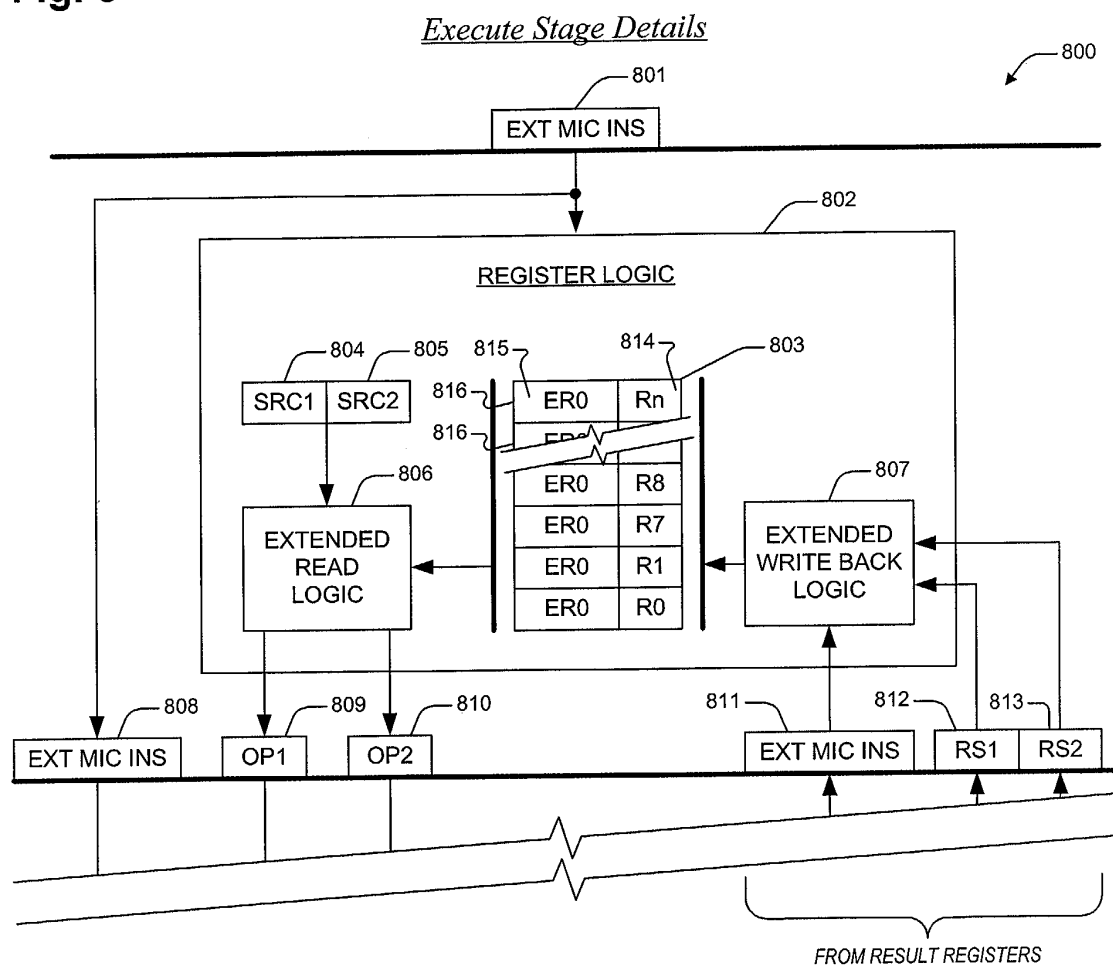 Execute Stage Details
800
801
EXT MIC INS
802
REGISTER LOGIC
804
805
815
814
803
SRC1 SRC2
816
ER0 Rn
816
806
ER0 R8
807
EXTENDED
READ
LOGIC
ER0 R7
ER0 R1
ER0 R0
EXTENDED
WRITE BACK
LOGIC
808
809
810
811
812
813
EXT MIC INS
OP1
OP2
EXT MIC INS
RS1 RS2
FROM RESULT REGISTERS